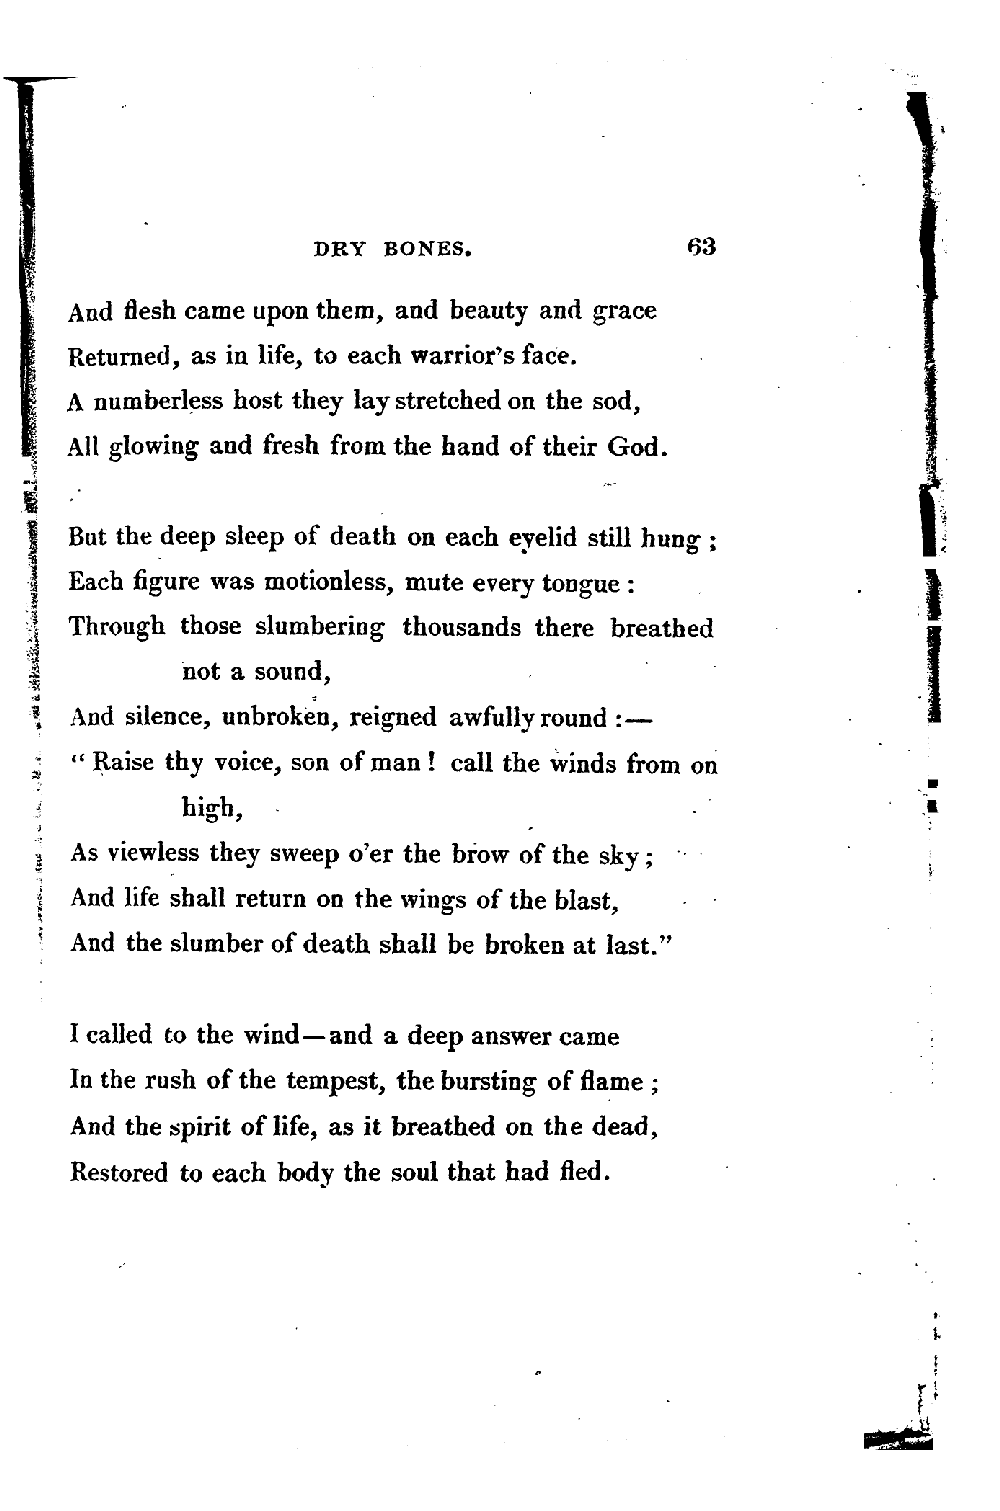 DRY BONES. 63
And flesh came upon them, and beauty and grace
Returned, as in life, to each warrior's face.
A numberless host they lay stretched on the sod,
All glowing and fresh from the hand of their God.
But the deep sleep of death on each eyelid still hung ;
Each figure was motionless, mute every tongue :
Through those slumbering thousands there breathed
not a sound,
And silence, unbroken, reigned awfully round :—
“ Raise thy voice, son of man ! call the winds from on
high,
As viewless they sweep o'er the brow of the sky ;
And life shall return on the wings of the blast,
And the slumber of death shall be broken at last.”
I called to the wind—and a deep answer came
In the rush of the tempest, the bursting of flame ;
And the spirit of life, as it breathed on the dead,
Restored to each body the soul that had fled.